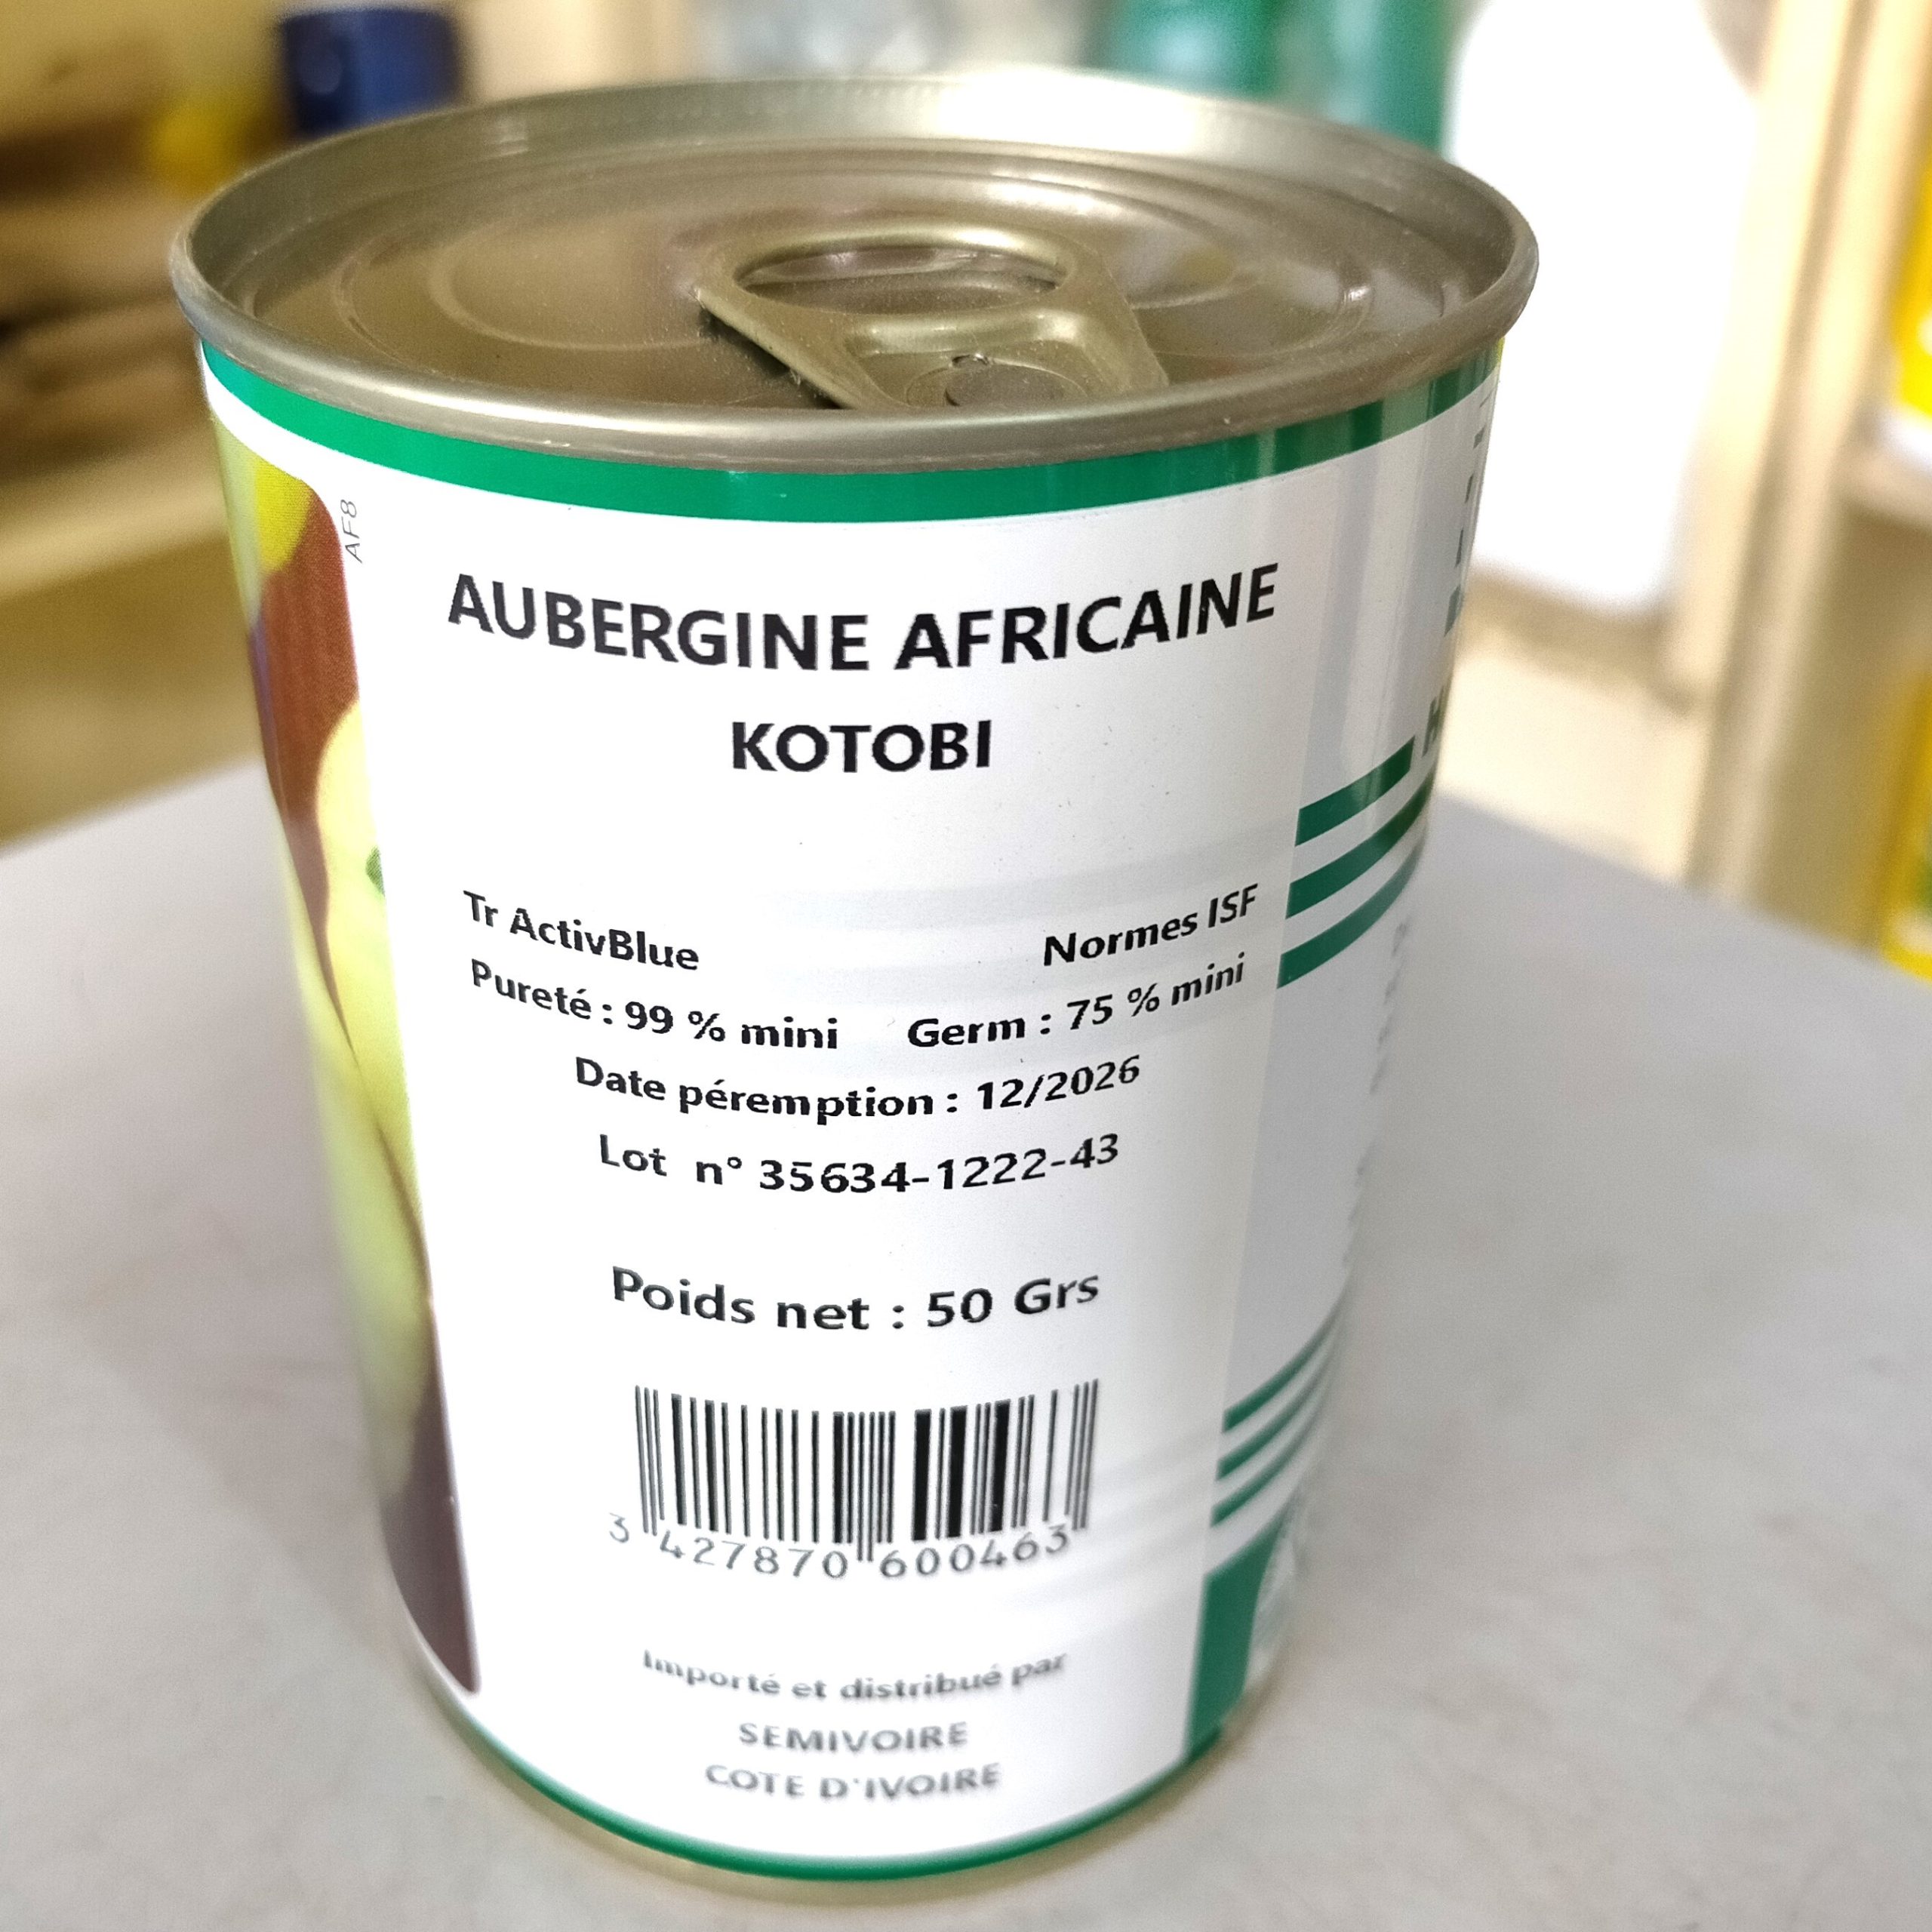 AF8
AUBERGINE AFRICAINE
KOTOBI
Tr ActivBlue Normes ISF
Pureté : 99 % mini Germ : 75 % mini
Date péremption : 12/2026
Lot n° 35634-1222-43
Poids net : 50 Grs
3 427870 600463
Importé et distribué par
SEMIVOIRE
COTE D'IVOIRE